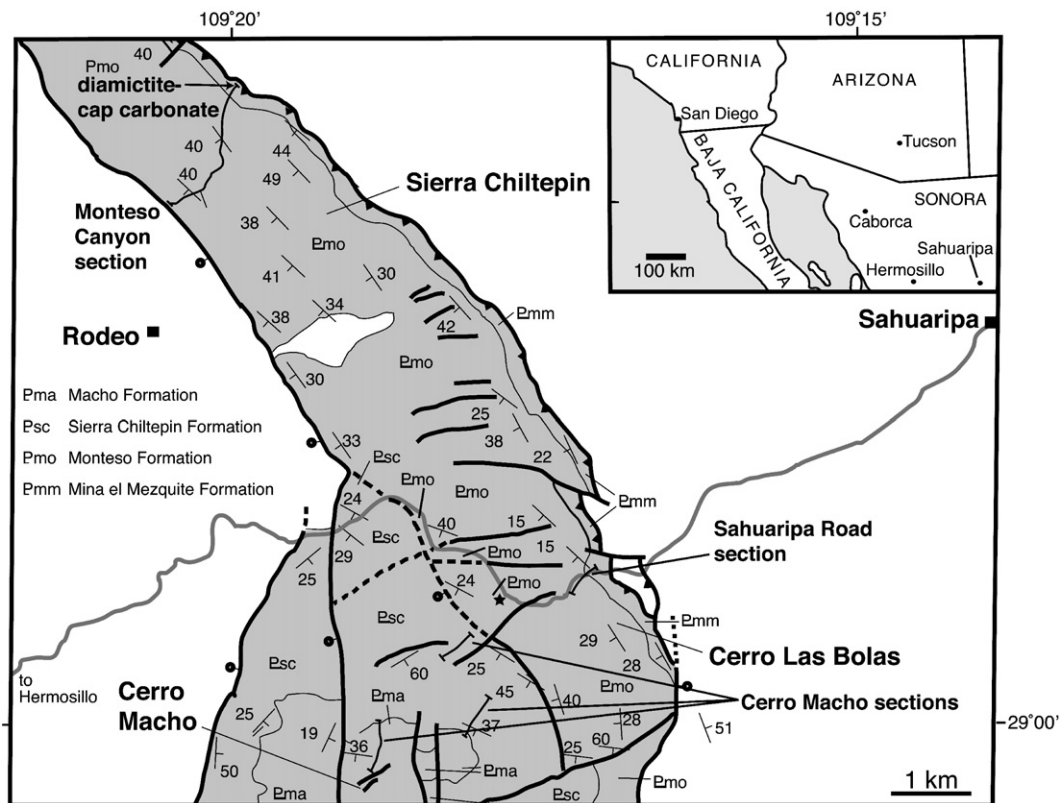 109°20'
109°15'
40
Pmo
diamictite-
cap carbonate
CALIFORNIA
ARIZONA
San Diego
Tucson
BAJA CALIFORNIA
SONORA
Caborca
Sahuaripa
Hermosillo
100 km
40
44
40
49
Sierra Chiltepin
Monteso
Canyon
section
38
Pmo
41
30
34
38
42
Pmm
Rodeo
Sahuaripa
Pmo
30
Pma Macho Formation
Psc Sierra Chiltepin Formation
Pmo Monteso Formation
Pmm Mina el Mezquite Formation
25
38
33
22
Psc
Pmo
Pmo
Pmm
24
Psc
40
15
15
Sahuaripa Road
section
29
25
Pmo
24
Pmo
Psc
Pmm
29
28
Cerro Las Bolas
Psc
60
25
to
Hermosillo
Cerro
Macho
Pma
45
40
Pmo
Cerro Macho sections
29°00'
25
19
36
37
28
60
51
50
25
Pma
Pma
Psc
Pmo
1 km